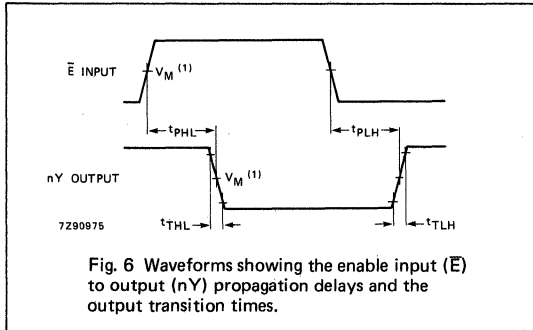 E̅ INPUT
V_M (1)
t_PHL
t_PLH
nY OUTPUT
V_M (1)
7Z90975
t_THL
t_TLH
Fig. 6 Waveforms showing the enable input (E̅)
to output (nY) propagation delays and the
output transition times.